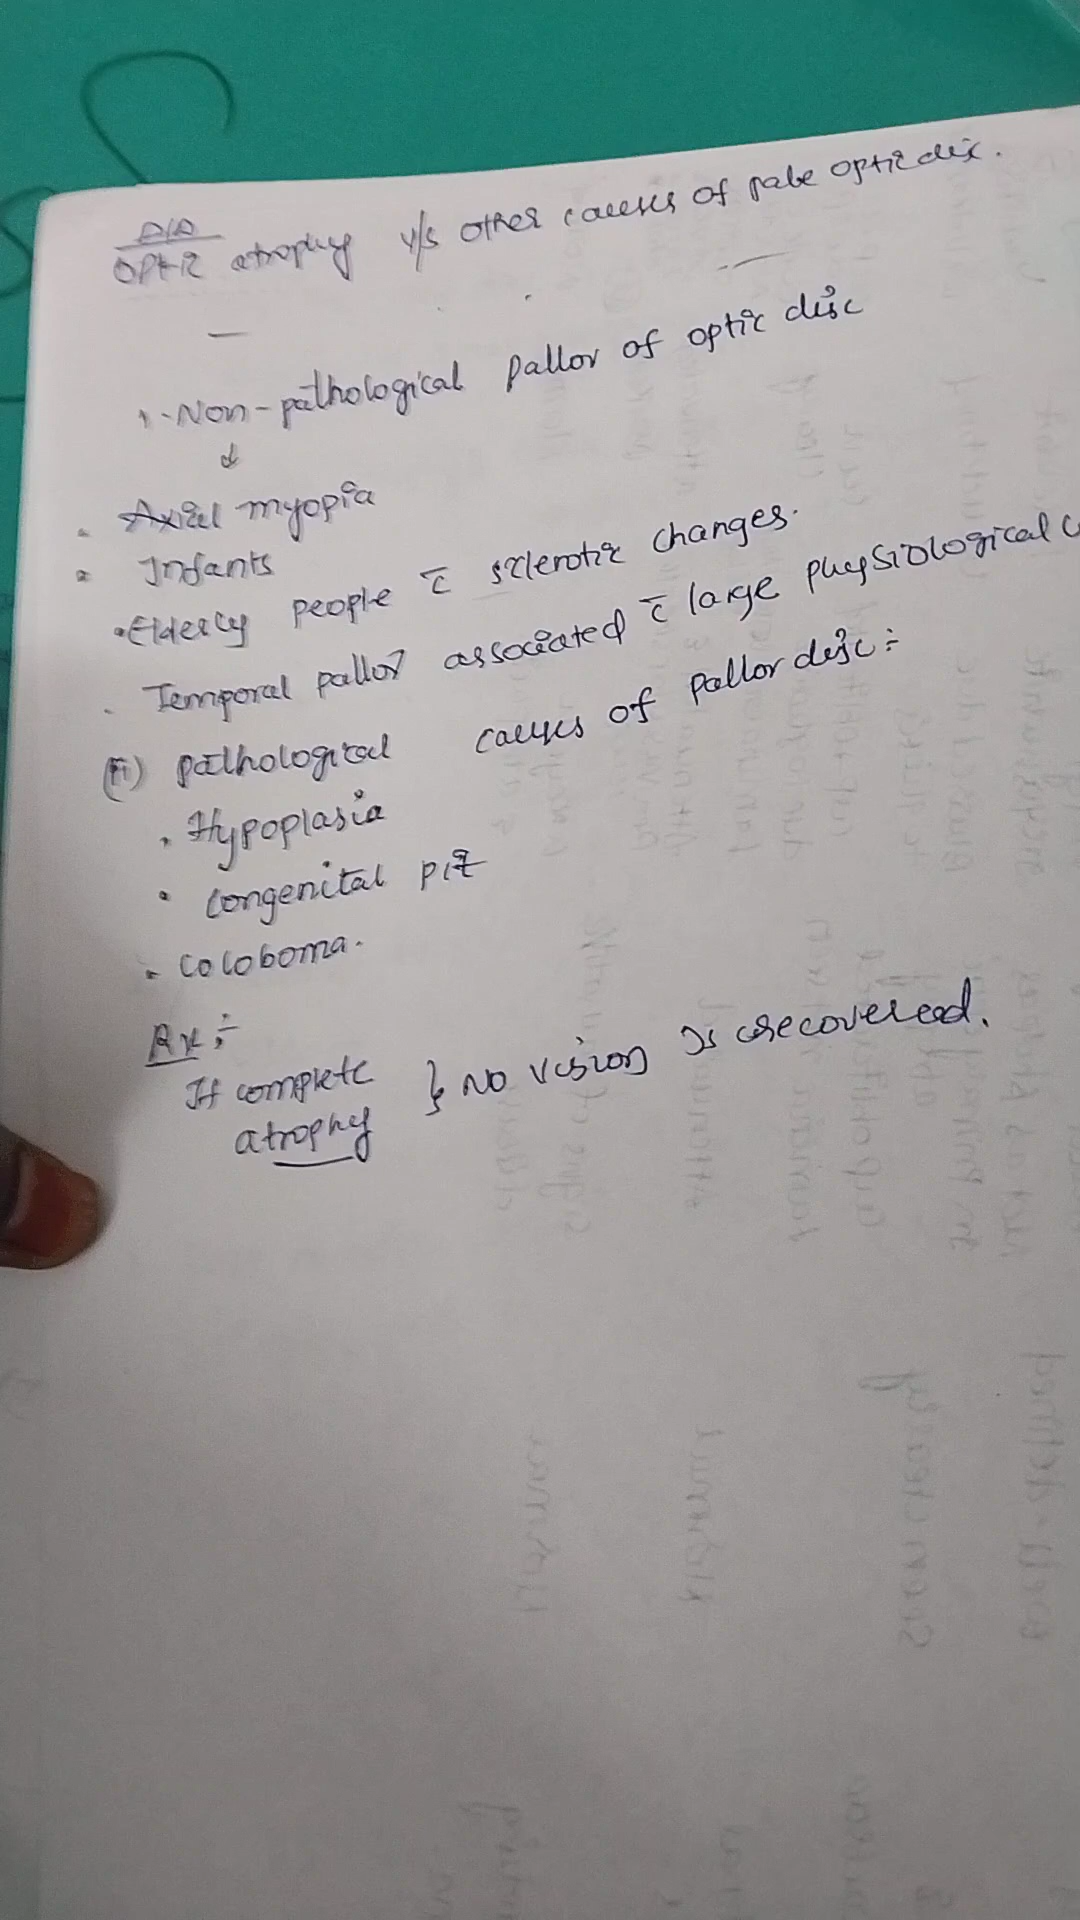 D/D
Optic atrophy v/s other causes of pale optic disc.
1. Non-pathological pallor of optic disc
↓
• Axial myopia
• Infants
• Elderly people c̄ sclerotic changes.
• Temporal pallor associated c̄ large physiological
(ii) pathological causes of pallor disc :-
• Hypoplasia
• Congenital pit
• Coloboma.
Rx :-
If complete atrophy } No vision is recovered.